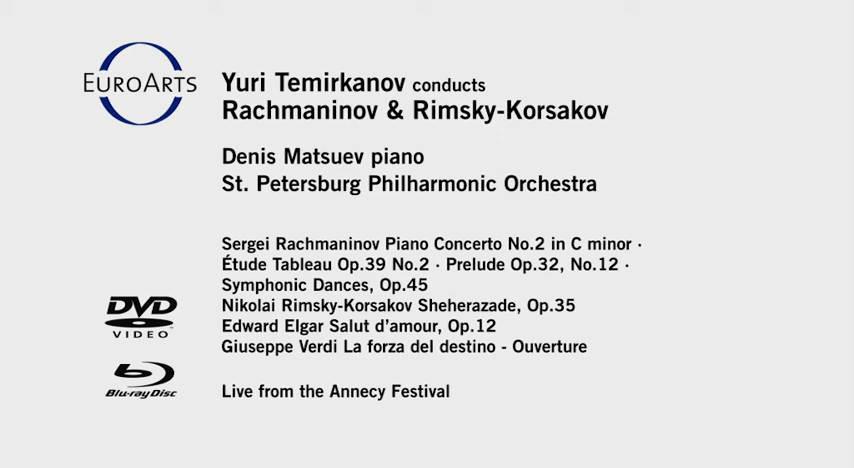 EUROARTS
Yuri Temirkanov conducts
Rachmaninov & Rimsky-Korsakov
Denis Matsuev piano
St. Petersburg Philharmonic Orchestra
Sergei Rachmaninov Piano Concerto No.2 in C minor ·
Étude Tableau Op.39 No.2 · Prelude Op.32, No.12 ·
Symphonic Dances, Op.45
Nikolai Rimsky-Korsakov Sheherazade, Op.35
Edward Elgar Salut d’amour, Op.12
Giuseppe Verdi La forza del destino - Ouverture
Live from the Annecy Festival
DVD
VIDEO
Blu-ray Disc